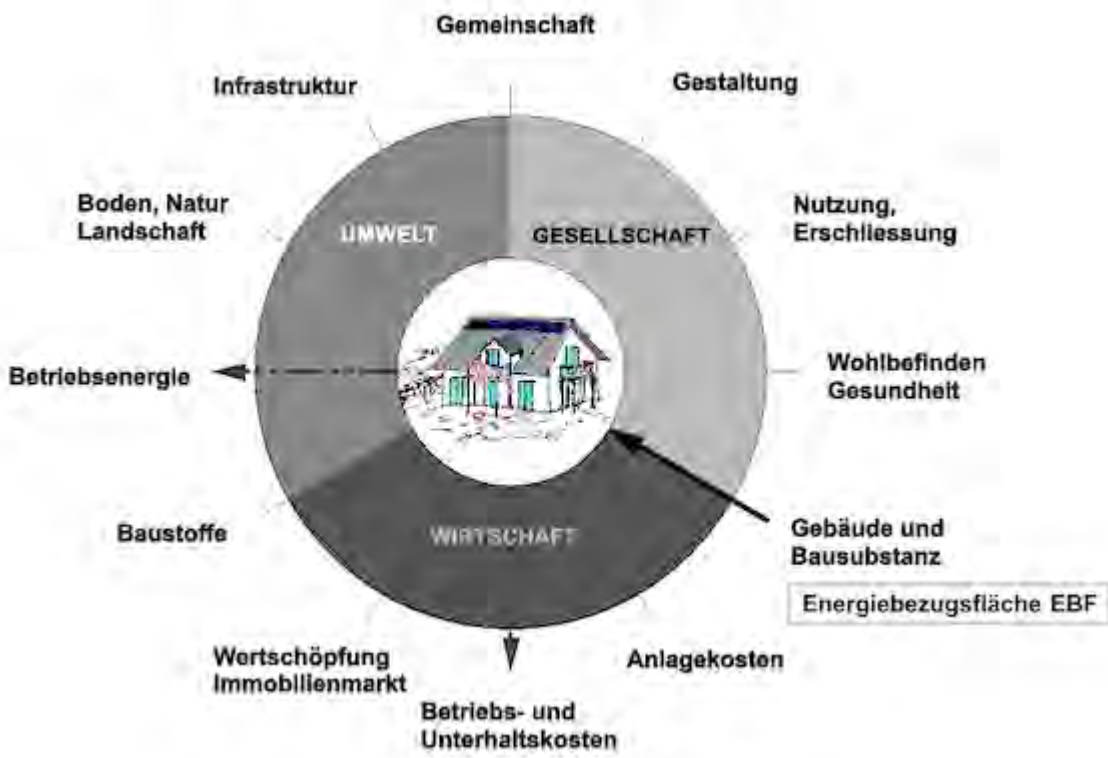 Gemeinschaft
Infrastruktur
Gestaltung
Boden, Natur
Landschaft
Nutzung,
Erschliessung
UMWELT
GESELLSCHAFT
Betriebsenergie
Wohlbefinden
Gesundheit
Baustoffe
WIRTSCHAFT
Gebäude und
Bausubstanz
Energiebezugsfläche EBF
Wertschöpfung
Immobilienmarkt
Anlagekosten
Betriebs- und
Unterhaltskosten